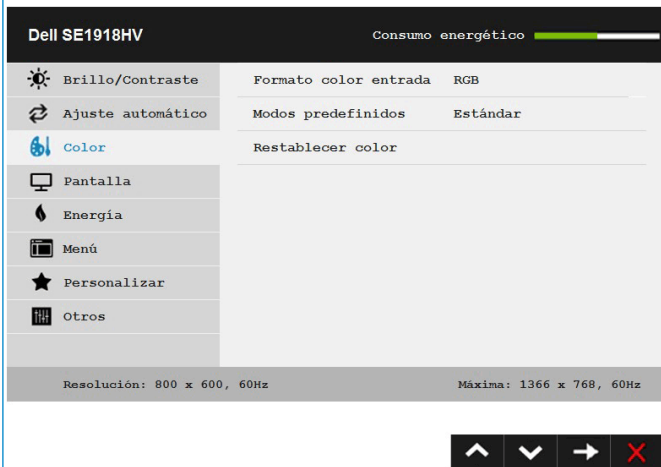 Dell SE1918HV
Consumo energético
Brillo/Contraste
Formato color entrada RGB
Ajuste automático
Modos predefinidos Estándar
Color
Restablecer color
Pantalla
Energía
Menú
Personalizar
Otros
Resolución: 800 x 600, 60Hz
Máxima: 1366 x 768, 60Hz